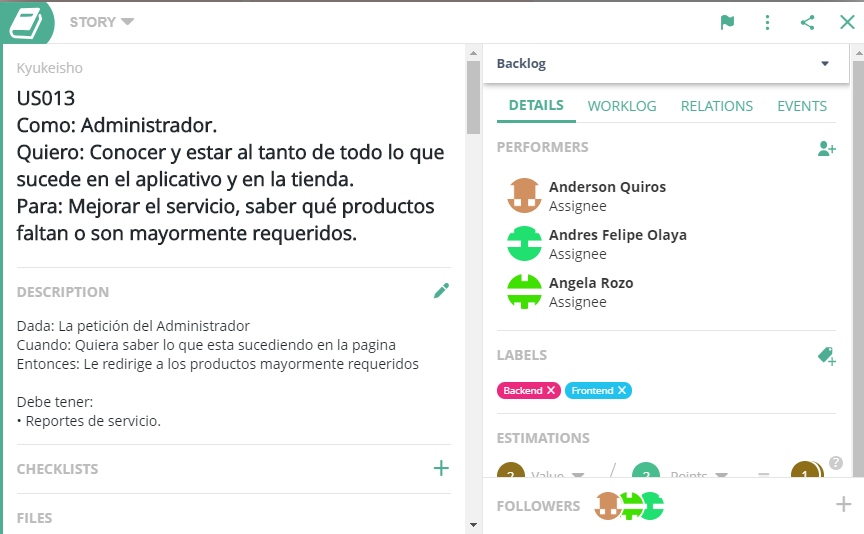 STORY
Kyukeisho
US013
Como: Administrador.
Quiero: Conocer y estar al tanto de todo lo que
sucede en el aplicativo y en la tienda.
Para: Mejorar el servicio, saber qué productos
faltan o son mayormente requeridos.
DESCRIPTION
Dada: La petición del Administrador
Cuando: Quiera saber lo que esta sucediendo en la pagina
Entonces: Le redirige a los productos mayormente requeridos
Debe tener:
• Reportes de servicio.
CHECKLISTS
FILES
Backlog
DETAILS WORKLOG RELATIONS EVENTS
PERFORMERS
Anderson Quiros
Assignee
Andres Felipe Olaya
Assignee
Angela Rozo
Assignee
LABELS
Backend Frontend
ESTIMATIONS
Value / Points = 1
FOLLOWERS